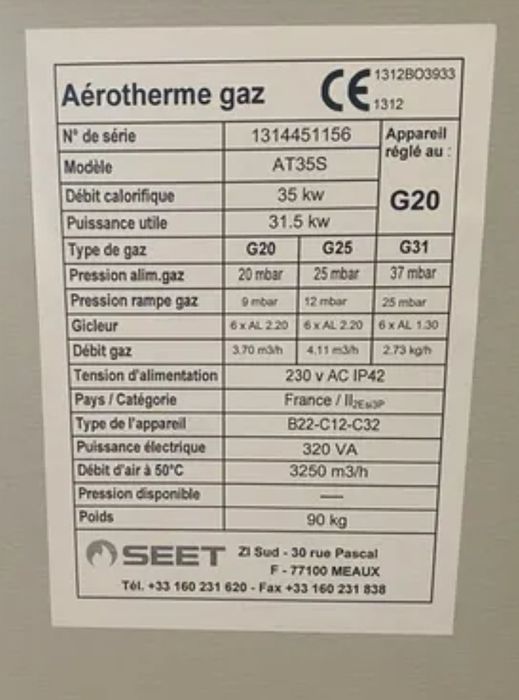 Aérotherme gaz CE 1312BO3933
1312
N° de série 1314451156 Appareil
réglé au :
Modèle AT35S
Débit calorifique 35 kw G20
Puissance utile 31.5 kw
Type de gaz G20 G25 G31
Pression alim.gaz 20 mbar 25 mbar 37 mbar
Pression rampe gaz 9 mbar 12 mbar 25 mbar
Gicleur 6 x AL 2.20 6 x AL 2.20 6 x AL 1.30
Débit gaz 3.70 m3/h 4.11 m3/h 2.73 kg/h
Tension d'alimentation 230 v AC IP42
Pays / Catégorie France / II2Esi3P
Type de l'appareil B22-C12-C32
Puissance électrique 320 VA
Débit d'air à 50°C 3250 m3/h
Pression disponible —
Poids 90 kg
SEET ZI Sud - 30 rue Pascal
F - 77100 MEAUX
Tél. +33 160 231 620 - Fax +33 160 231 838